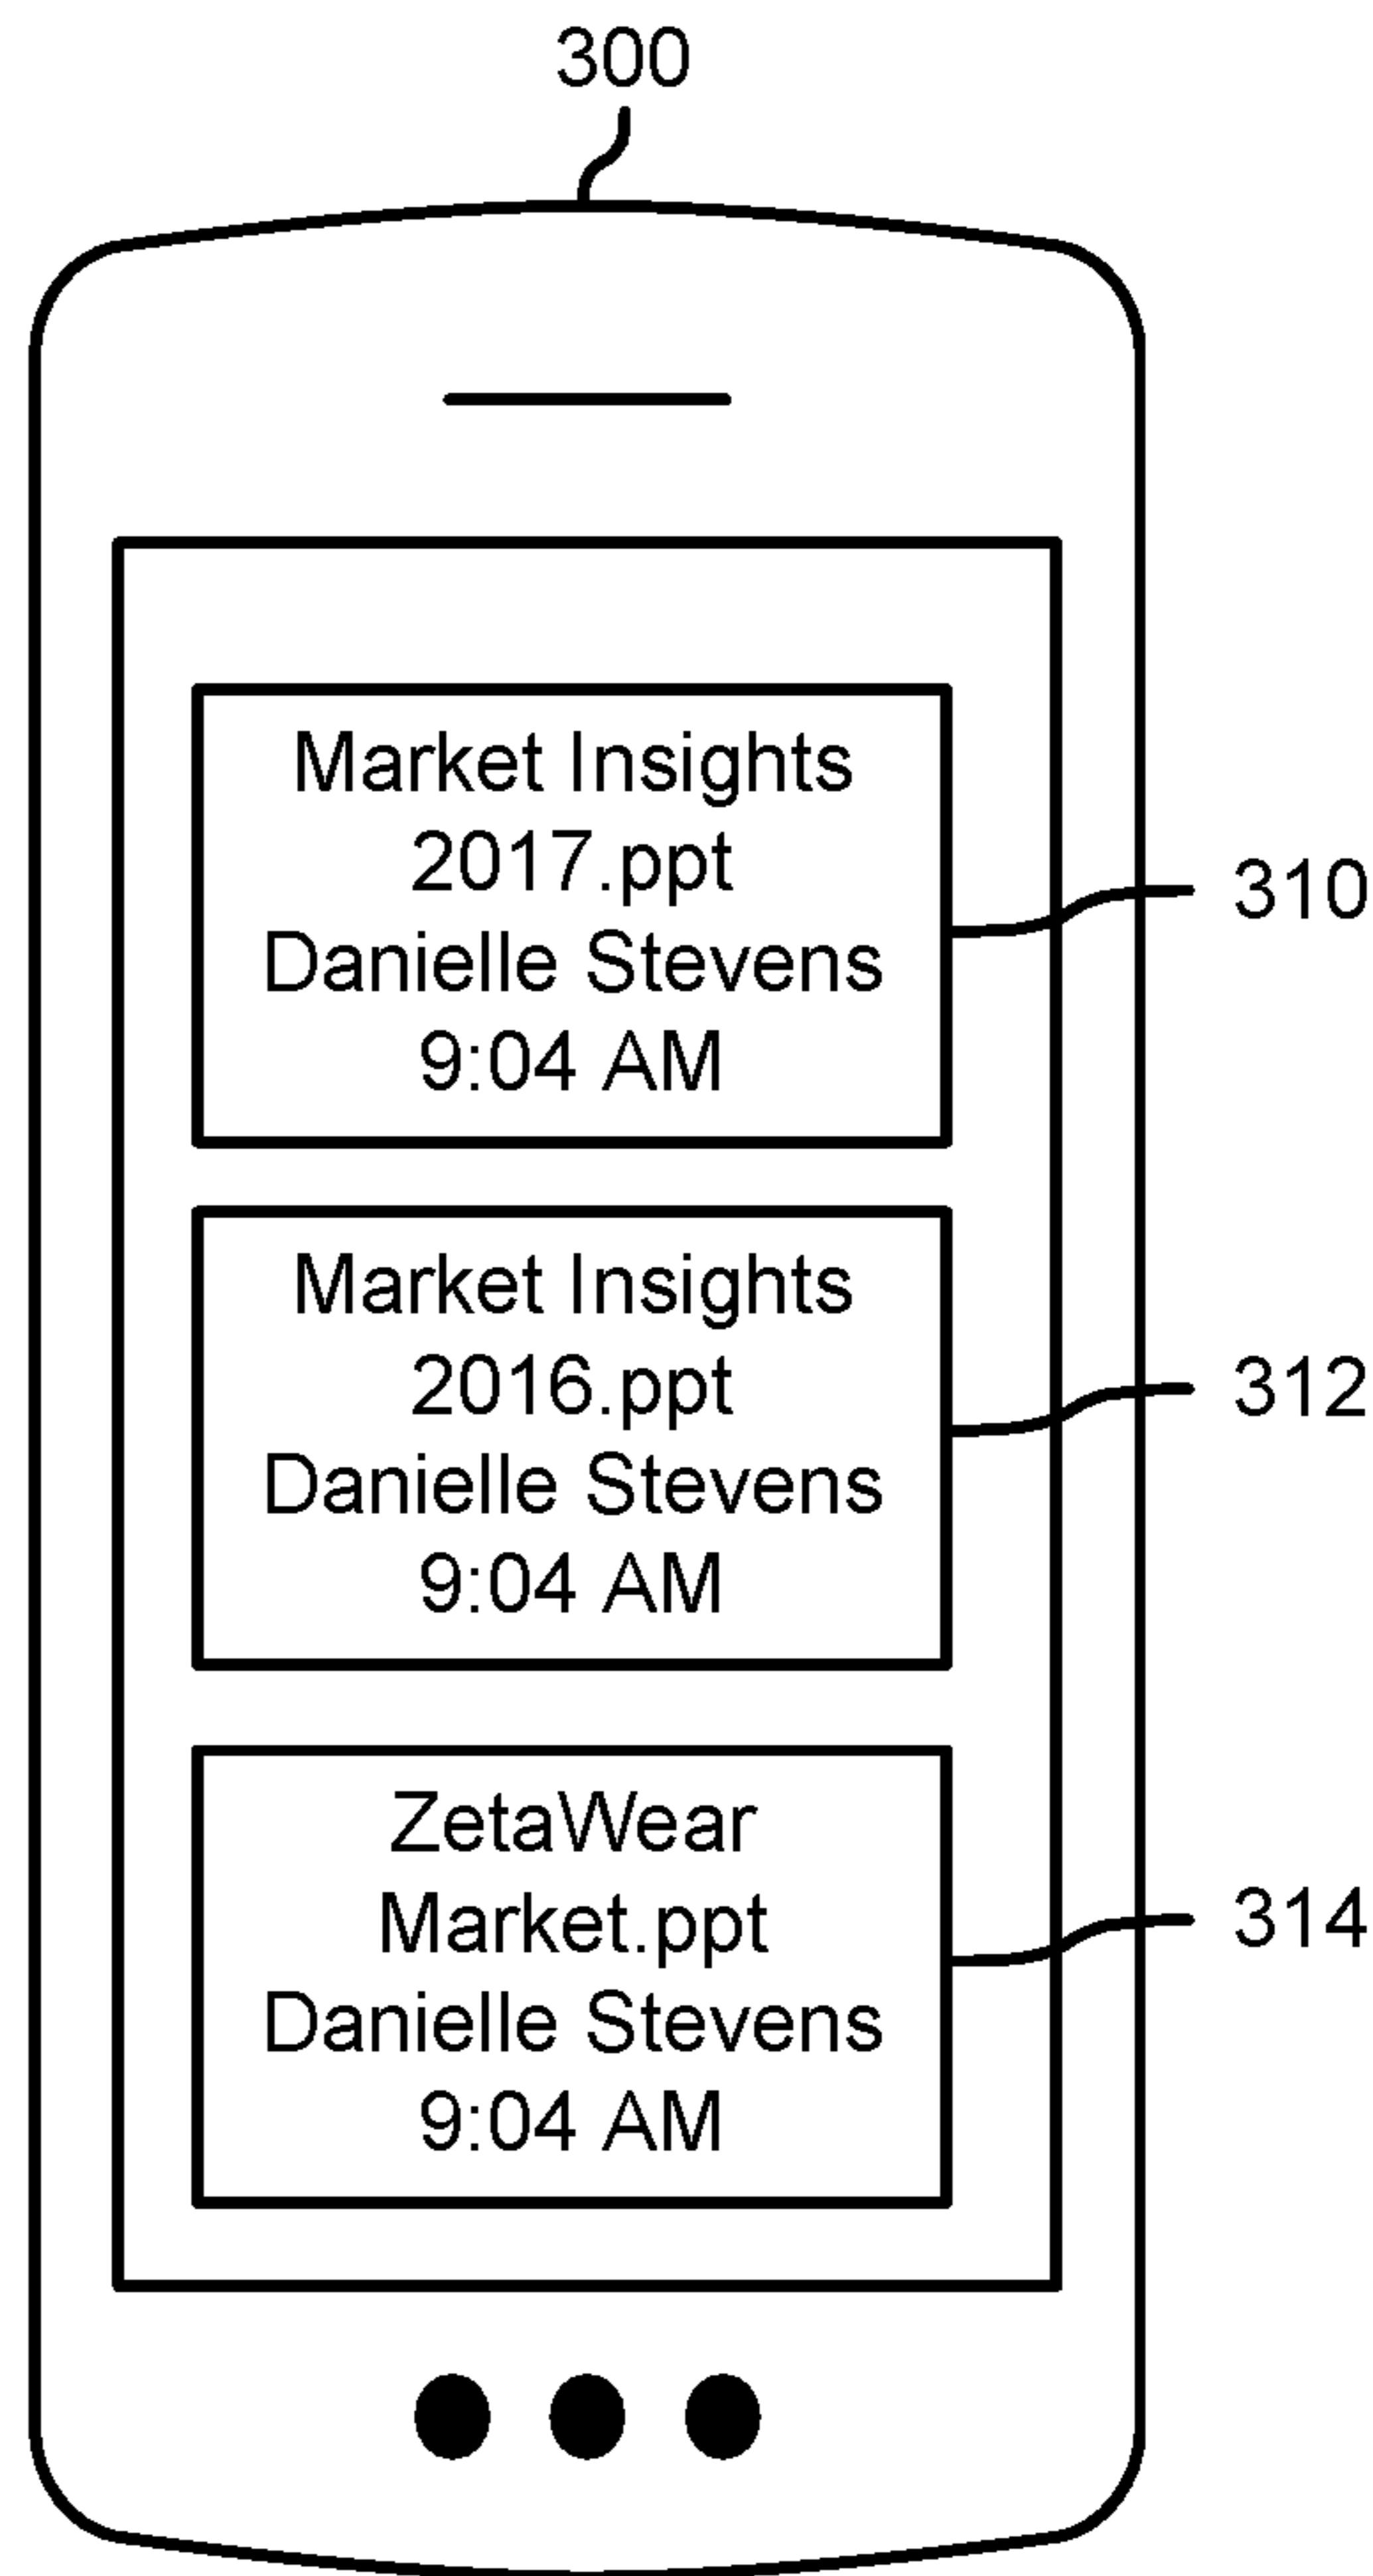 300
Market Insights
2017.ppt
Danielle Stevens
9:04 AM
310
Market Insights
2016.ppt
Danielle Stevens
9:04 AM
312
ZetaWear
Market.ppt
Danielle Stevens
9:04 AM
314